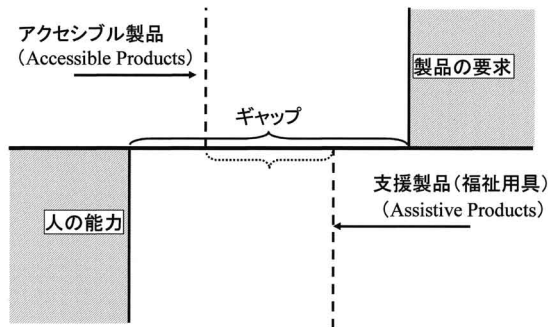 アクセシブル製品
（Accessible Products）
製品の要求
ギャップ
支援製品（福祉用具）
（Assistive Products）
人の能力